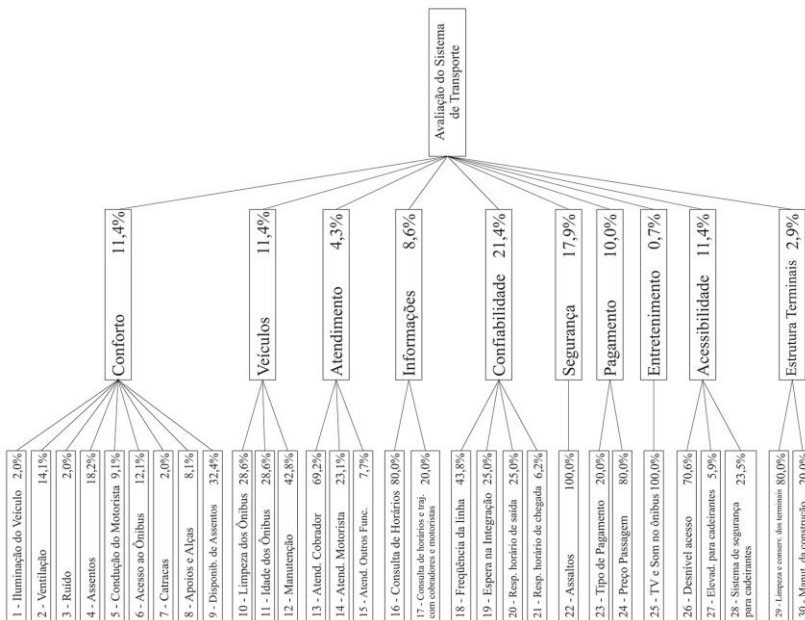 Avaliação do Sistema
de Transporte
Conforto 11,4%
Veículos 11,4%
Atendimento 4,3%
Informações 8,6%
Confiabilidade 21,4%
Segurança 17,9%
Pagamento 10,0%
Entretenimento 0,7%
Acessibilidade 11,4%
Estrutura Terminais 2,9%
1 - Iluminação do Veículo 2,0%
2 - Ventilação 14,1%
3 - Ruído 2,0%
4 - Assentos 18,2%
5 - Condução do Motorista 9,1%
6 - Acesso ao Ônibus 12,1%
7 - Catracas 2,0%
8 - Apoios e Alças 8,1%
9 - Disponib. de Assentos 32,4%
10 - Limpeza dos Ônibus 28,6%
11 - Idade dos Ônibus 28,6%
12 - Manutenção 42,8%
13 - Atend. Cobrador 69,2%
14 - Atend. Motorista 23,1%
15 - Atend. Outros Func. 7,7%
16 - Consulta de Horários 80,0%
17 - Consulta de horários e traj.
com cobradores e motoristas 20,0%
18 - Freqüência da linha 43,8%
19 - Espera na Integração 25,0%
20 - Resp. horário de saída 25,0%
21 - Resp. horário de chegada 6,2%
22 - Assaltos 100,0%
23 - Tipo de Pagamento 20,0%
24 - Preço Passagem 80,0%
25 - TV e Som no ônibus 100,0%
26 - Desnível acesso 70,6%
27 - Elevad. para cadeirantes 5,9%
28 - Sistema de segurança
para cadeirantes 23,5%
29 - Limpeza e conserv. dos terminais 80,0%
30 - Manut. da construção 20,0%